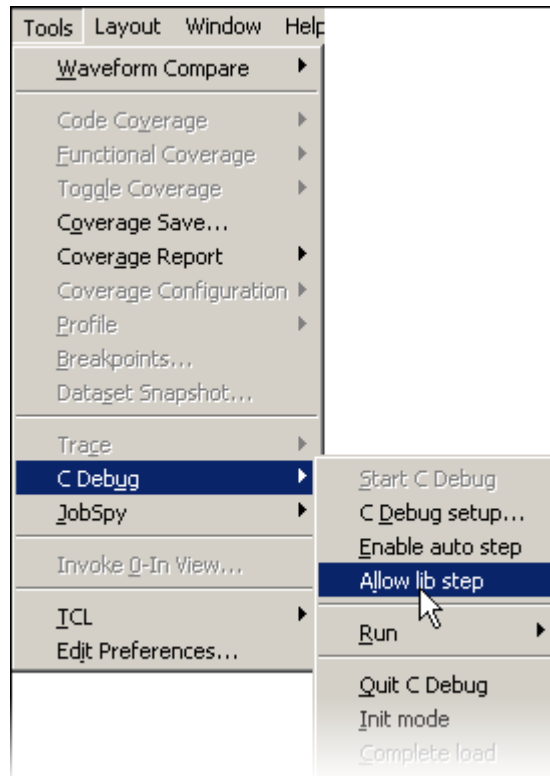 Tools Layout Window Help
Waveform Compare
Code Coverage
Functional Coverage
Toggle Coverage
Coverage Save...
Coverage Report
Coverage Configuration
Profile
Breakpoints...
Dataset Snapshot...
Trace
C Debug
JobSpy
Invoke 0-In View...
TCL
Edit Preferences...
Start C Debug
C Debug setup...
Enable auto step
Allow lib step
Run
Quit C Debug
Init mode
Complete load